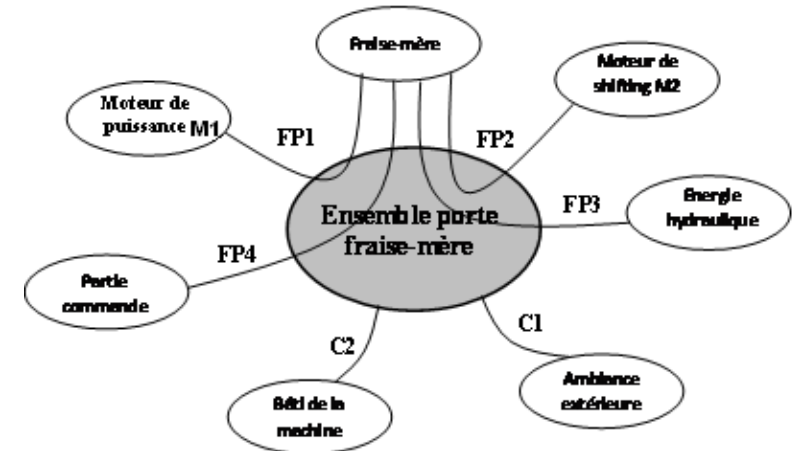 Fraise-mère
Moteur de
shifting M2
Moteur de
puissance M1
FP1
FP2
Ensemble porte
fraise-mère
FP3
Energie
hydraulique
FP4
Partie
commande
C2
C1
Bâti de la
machine
Ambiance
extérieure